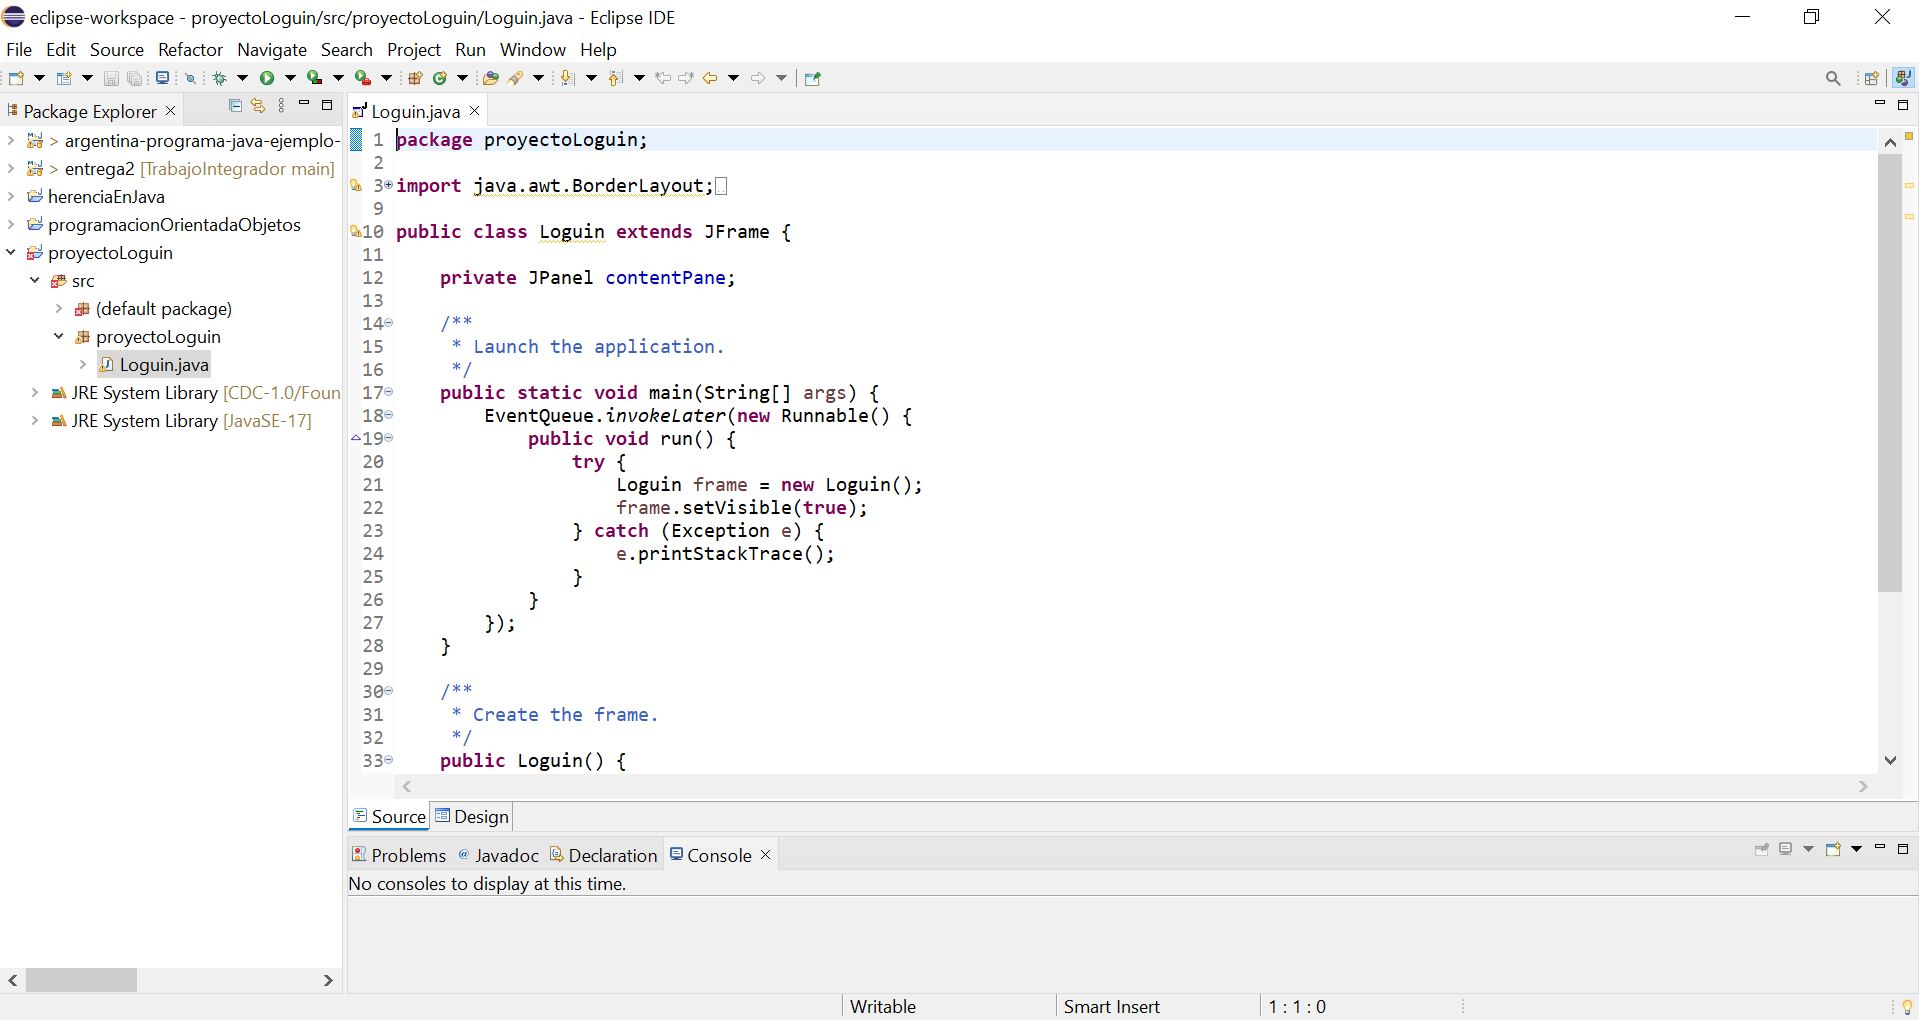 eclipse-workspace - proyectoLoguin/src/proyectoLoguin/Loguin.java - Eclipse IDE
File Edit Source Refactor Navigate Search Project Run Window Help
Package Explorer
> argentina-programa-java-ejemplo-
> entrega2 [TrabajoIntegrador main]
herenciaEnJava
programacionOrientadaObjetos
proyectoLoguin
src
(default package)
proyectoLoguin
Loguin.java
JRE System Library [CDC-1.0/Foun
JRE System Library [JavaSE-17]
Loguin.java
1 package proyectoLoguin;
2
3 import java.awt.BorderLayout;
9
10 public class Loguin extends JFrame {
11
12 private JPanel contentPane;
13
14 /**
15 * Launch the application.
16 */
17 public static void main(String[] args) {
18 EventQueue.invokeLater(new Runnable() {
19 public void run() {
20 try {
21 Loguin frame = new Loguin();
22 frame.setVisible(true);
23 } catch (Exception e) {
24 e.printStackTrace();
25 }
26 }
27 });
28 }
29
30 /**
31 * Create the frame.
32 */
33 public Loguin() {
Source Design
Problems Javadoc Declaration Console
No consoles to display at this time.
Writable Smart Insert 1 : 1 : 0